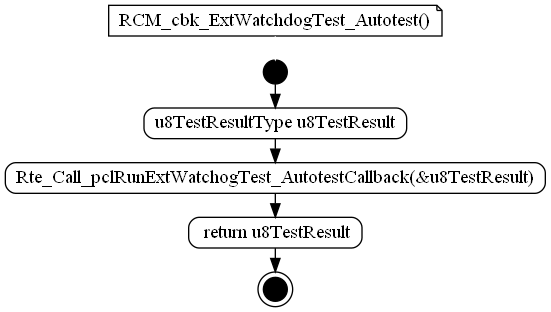 RCM_cbk_ExtWatchdogTest_Autotest()
u8TestResultType u8TestResult
Rte_Call_pclRunExtWatchogTest_AutotestCallback(&u8TestResult)
return u8TestResult